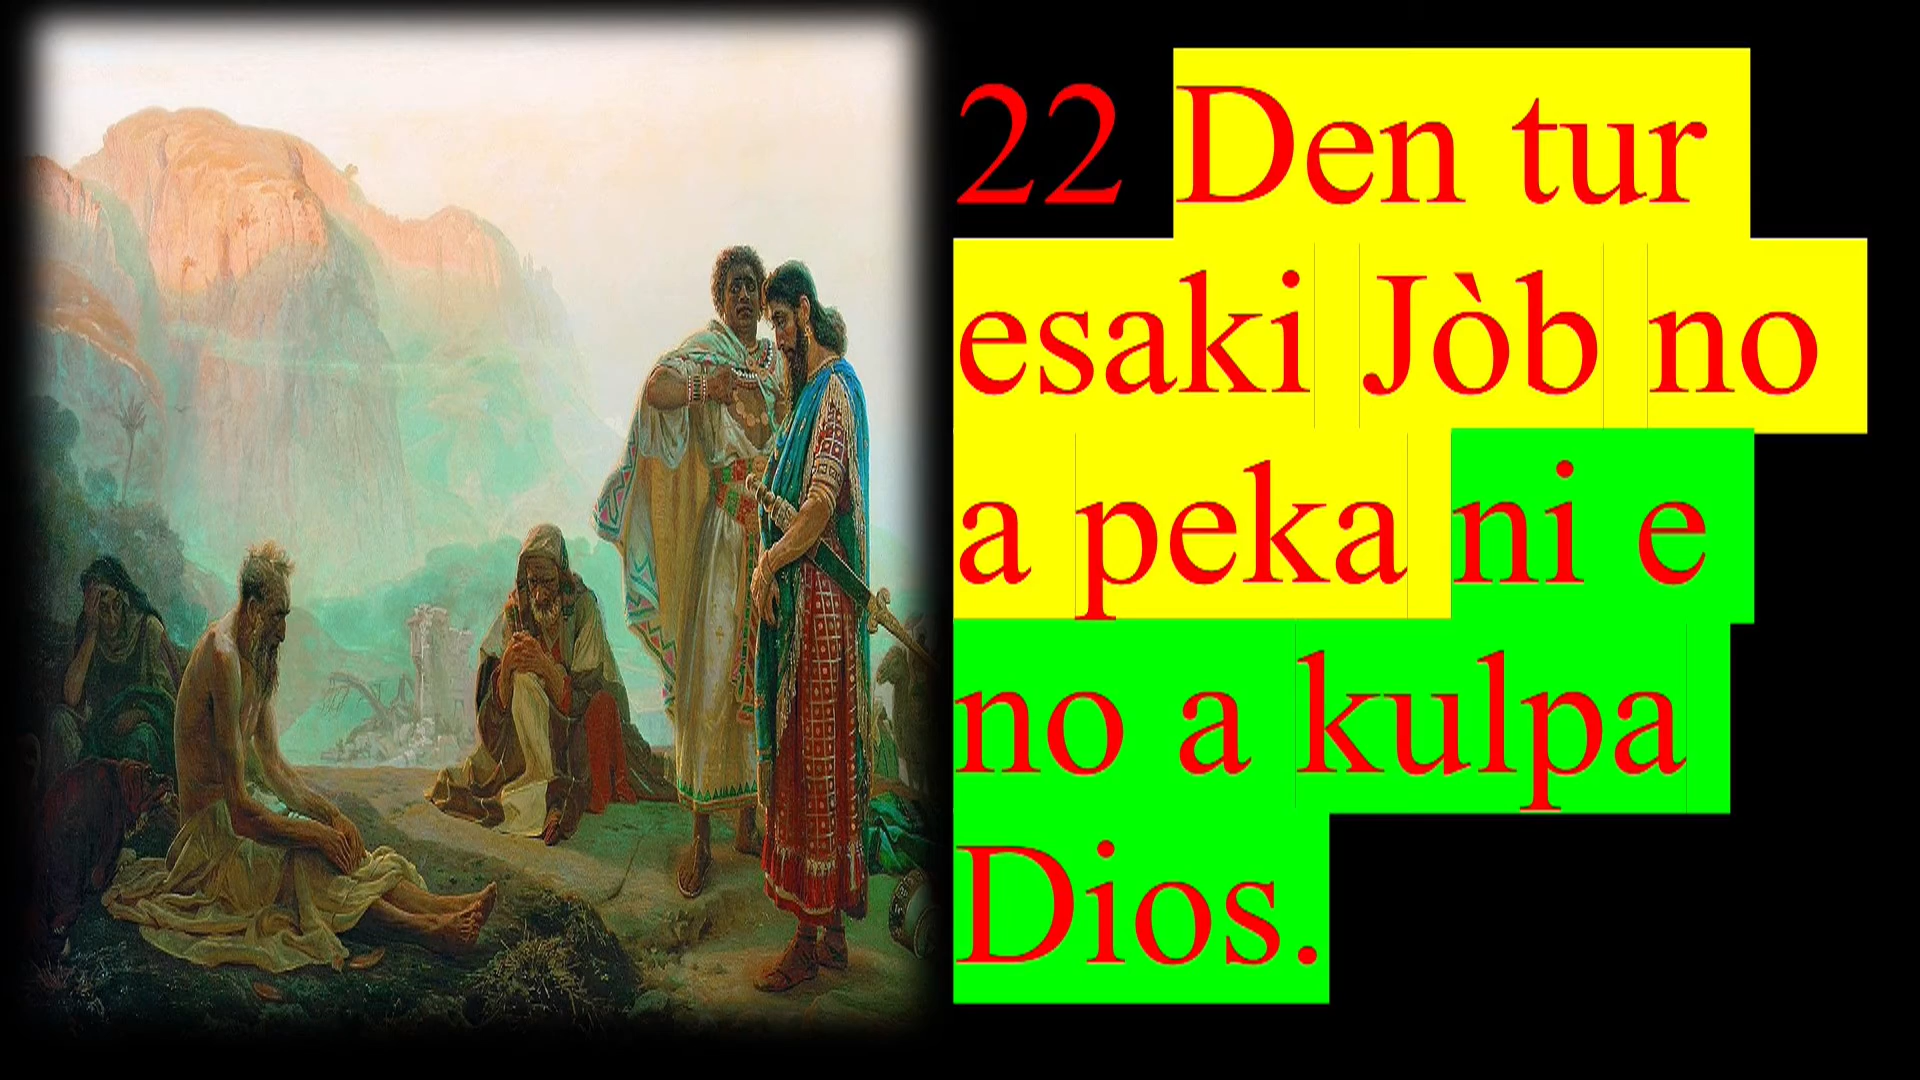 22 Den tur
esaki Jòb no
a peka ni e
no a kulpa
Dios.